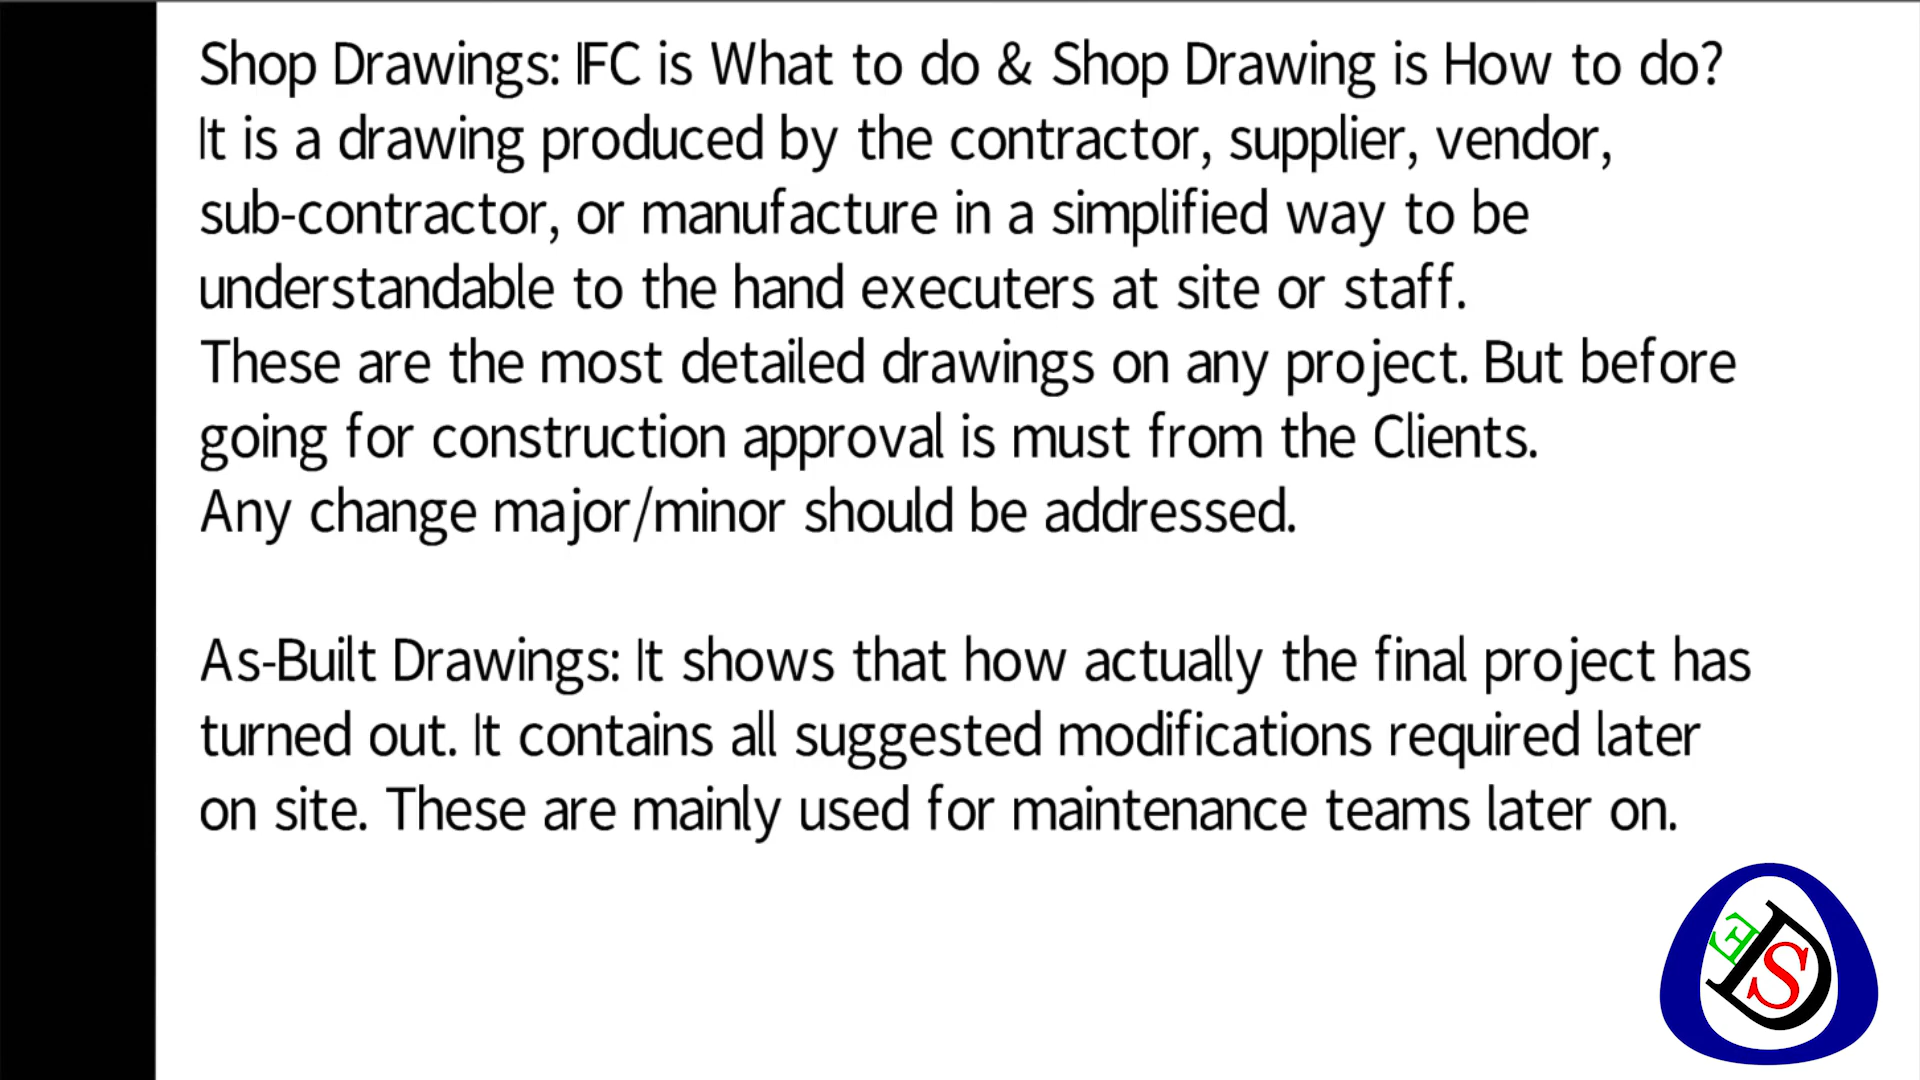 Shop Drawings: IFC is What to do & Shop Drawing is How to do?
It is a drawing produced by the contractor, supplier, vendor,
sub-contractor, or manufacture in a simplified way to be
understandable to the hand executers at site or staff.
These are the most detailed drawings on any project. But before
going for construction approval is must from the Clients.
Any change major/minor should be addressed.
As-Built Drawings: It shows that how actually the final project has
turned out. It contains all suggested modifications required later
on site. These are mainly used for maintenance teams later on.
E D S